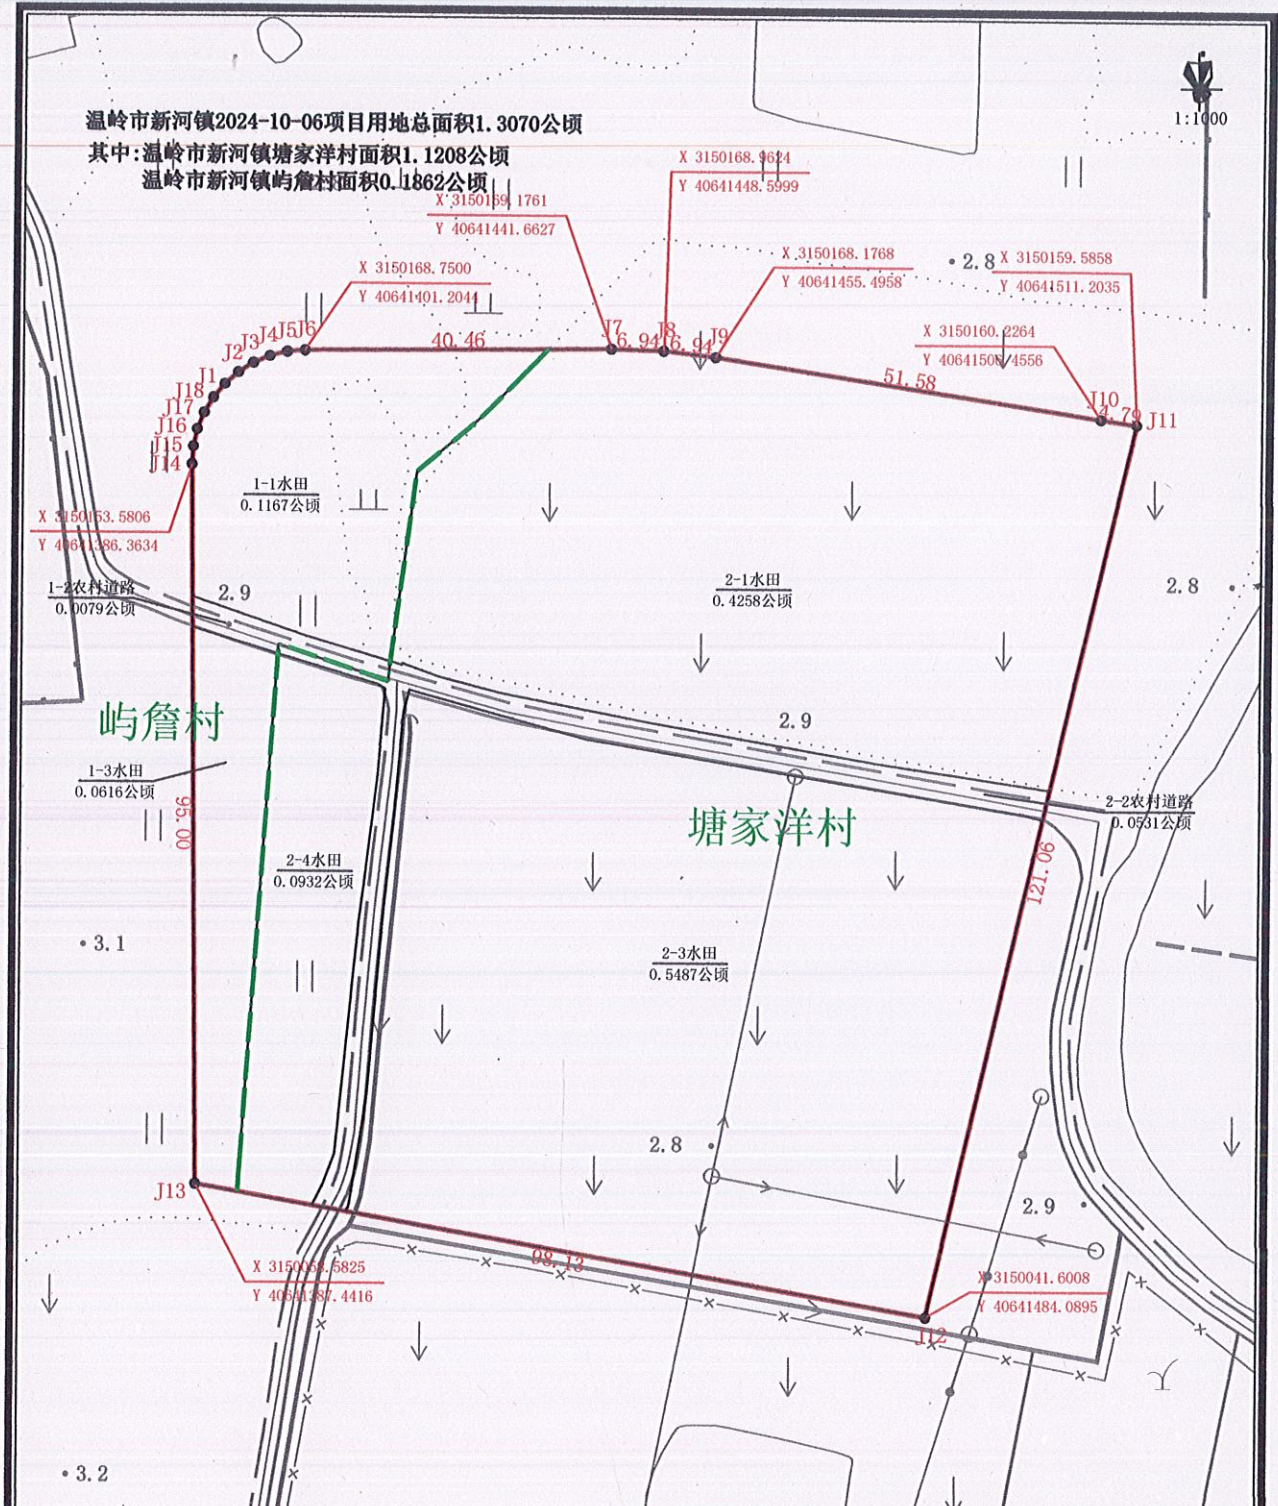 温岭市新河镇2024-10-06项目用地总面积1.3070公顷
其中:温岭市新河镇塘家洋村面积1.1208公顷
温岭市新河镇屿詹村面积0.1862公顷
1:1000
X 3150168.9624
Y 40641448.5999
X 3150169.1761
Y 40641441.6627
X 3150168.7500
Y 40641401.2044
X 3150168.1768
Y 40641455.4958
2.8
X 3150159.5858
Y 40641511.2035
X 3150160.2264
J1
J2
J3
J4
J5
J6
40.46
J7
6.94
J8
6.94
J9
51.58
J10
4.79
J11
J18
J17
J16
J15
J14
1-1水田
0.1167公顷
X 3150153.5806
Y 40641386.3634
1-2农村道路
0.0079公顷
2.9
2-1水田
0.4258公顷
2.8
屿詹村
2.9
1-3水田
0.0616公顷
95.00
塘家洋村
2-2农村道路
0.0531公顷
2-4水田
0.0932公顷
121.06
3.1
2-3水田
0.5487公顷
2.8
J13
2.9
98.13
X 3150058.5825
Y 40641387.4416
X 3150041.6008
Y 40641484.0895
J12
3.2